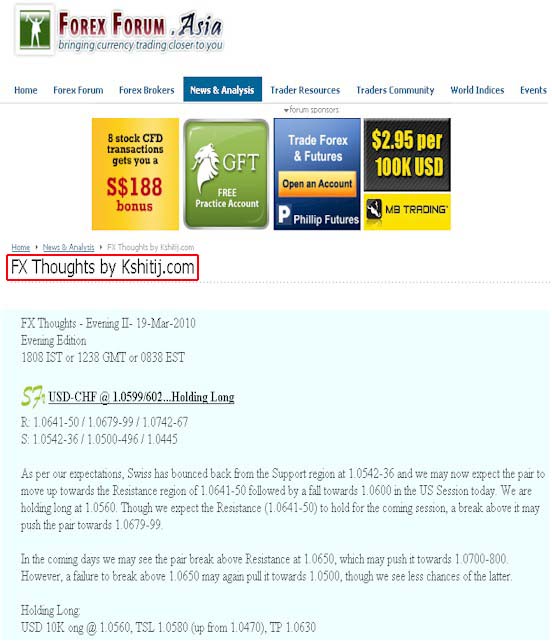 FOREX FORUM .Asia
bringing currency trading closer to you
Home Forex Forum Forex Brokers News & Analysis Trader Resources Traders Community World Indices Events
forum sponsors
8 stock CFD
transactions
gets you a
S$188
bonus
GFT
FREE
Practice Account
Trade Forex
& Futures
Open an Account
P Phillip Futures
$2.95 per
100K USD
MB TRADING
Home News & Analysis FX Thoughts by Kshitij.com
FX Thoughts by Kshitij.com
FX Thoughts - Evening II- 19-Mar-2010
Evening Edition
1808 IST or 1238 GMT or 0838 EST
SFr USD-CHF @ 1.0599/602...Holding Long
R: 1.0641-50 / 1.0679-99 / 1.0742-67
S: 1.0542-36 / 1.0500-496 / 1.0445
As per our expectations, Swiss has bounced back from the Support region at 1.0542-36 and we may now expect the pair to
move up towards the Resistance region of 1.0641-50 followed by a fall towards 1.0600 in the US Session today. We are
holding long at 1.0560. Though we expect the Resistance (1.0641-50) to hold for the coming session, a break above it may
push the pair towards 1.0679-99.
In the coming days we may see the pair break above Resistance at 1.0650, which may push it towards 1.0700-800.
However, a failure to break above 1.0650 may again pull it towards 1.0500, though we see less chances of the latter.
Holding Long:
USD 10K ong @ 1.0560, TSL 1.0580 (up from 1.0470), TP 1.0630